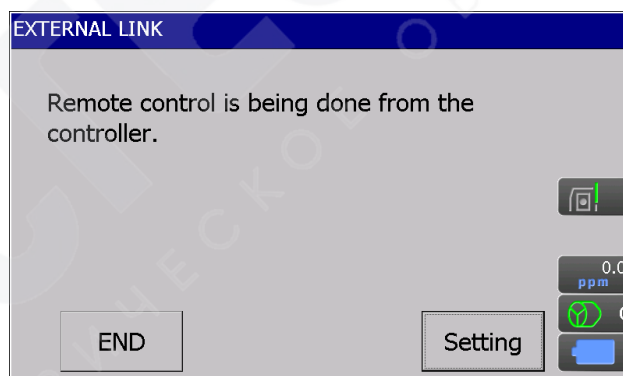 EXTERNAL LINK
Remote control is being done from the
controller.
0.0
ppm
END
Setting